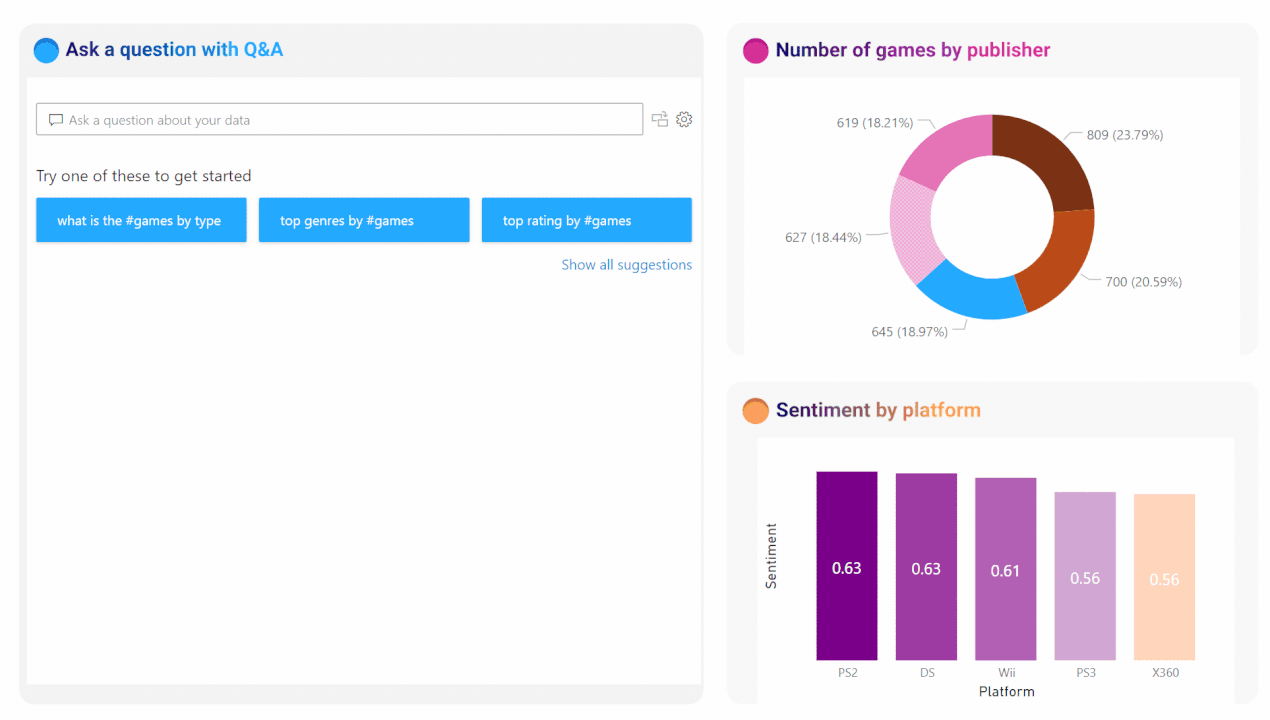 Ask a question with Q&A
Ask a question about your data
Try one of these to get started
what is the #games by type
top genres by #games
top rating by #games
Show all suggestions
Number of games by publisher
619 (18.21%)
809 (23.79%)
627 (18.44%)
700 (20.59%)
645 (18.97%)
Sentiment by platform
Sentiment
0.63
0.63
0.61
0.56
0.56
PS2
DS
Wii
PS3
X360
Platform